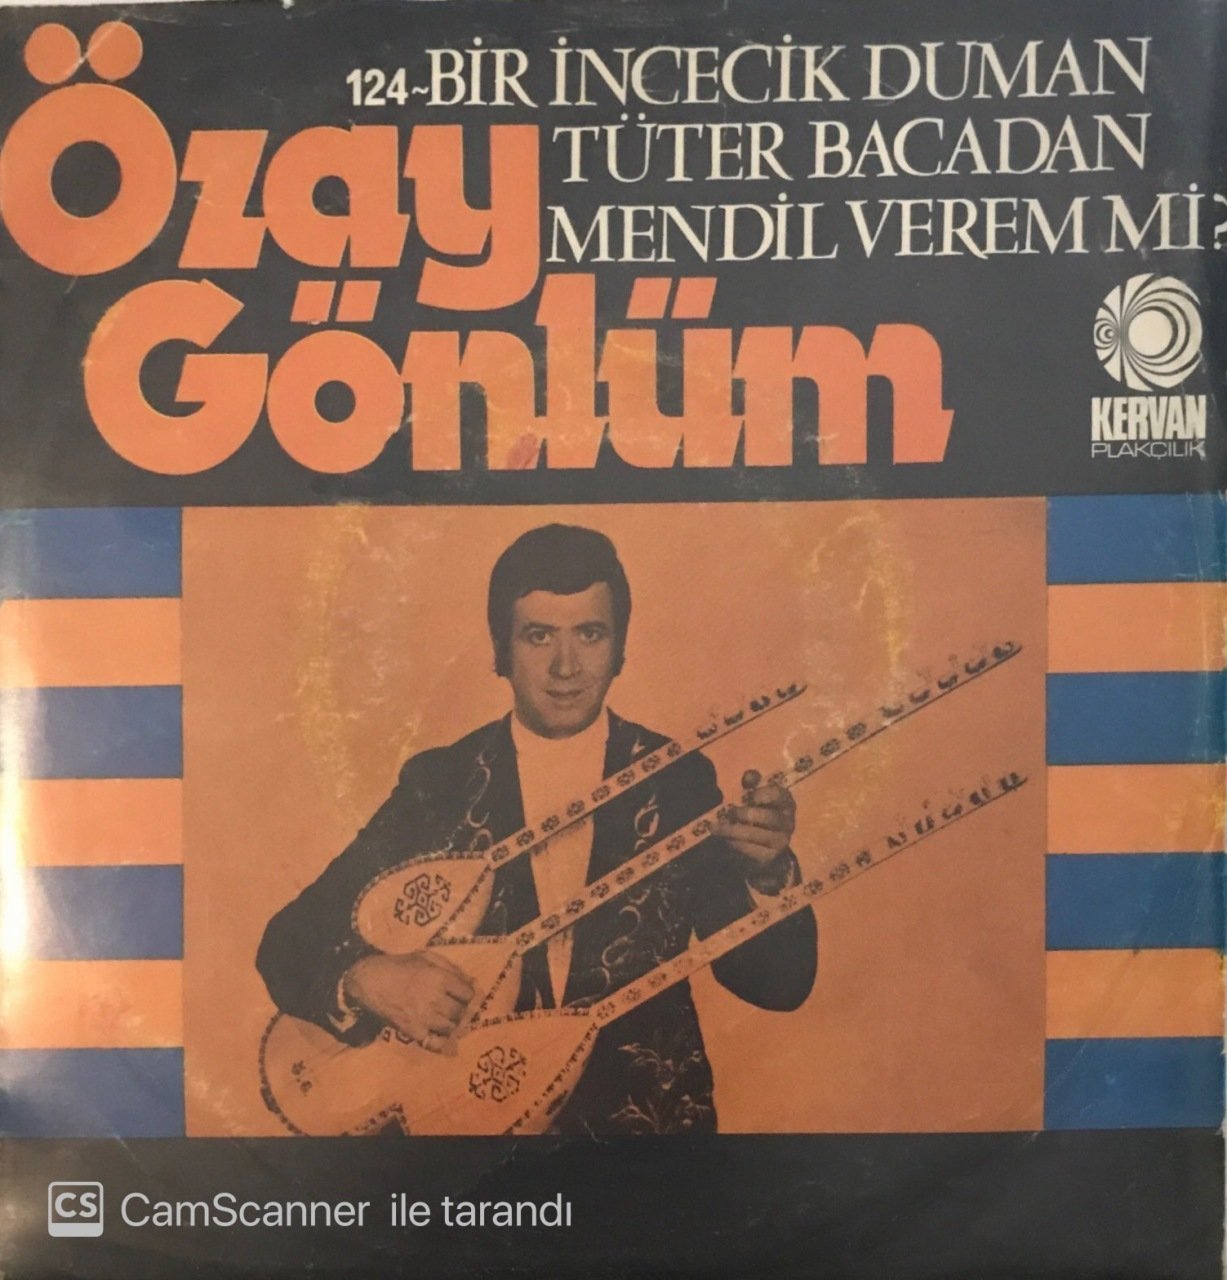 124~BİR İNCECİK DUMAN
TÜTER BACADAN
MENDİL VEREM Mİ?
Özay
Gönlüm
KERVAN
PLAKÇILIK
CS CamScanner ile tarandı